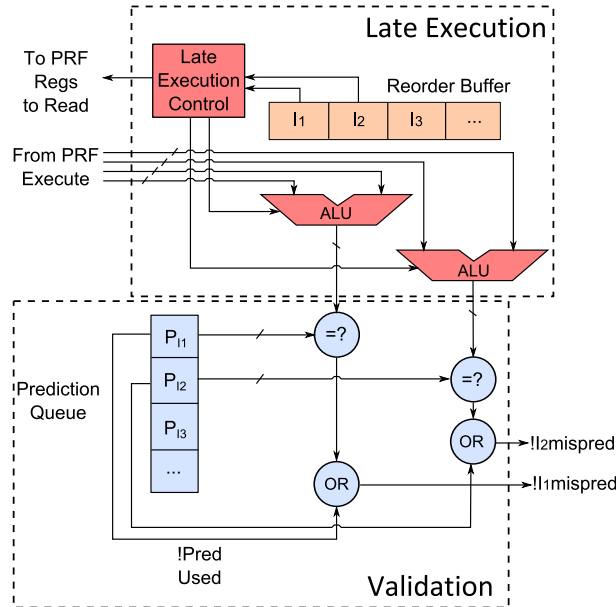 Late Execution
To PRF
Regs
to Read
Late
Execution
Control
Reorder Buffer
I1
I2
I3
...
From PRF
Execute
ALU
ALU
Prediction
Queue
PI1
PI2
PI3
...
=?
=?
OR
OR
!I2mispred
!I1mispred
!Pred
Used
Validation